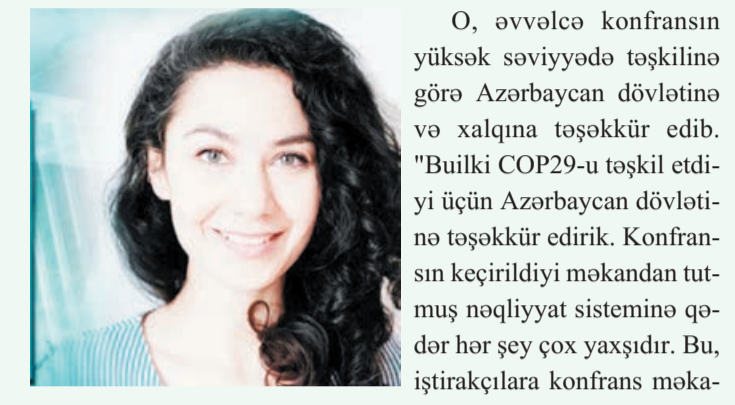 O, əvvəlcə konfransın
yüksək səviyyədə təşkilinə
görə Azərbaycan dövlətinə
və xalqına təşəkkür edib.
"Builki COP29-u təşkil etdi-
yi üçün Azərbaycan dövləti-
nə təşəkkür edirik. Konfran-
sın keçirildiyi məkandan tut-
muş nəqliyyat sisteminə qə-
dər hər şey çox yaxşıdır. Bu,
iştirakçılara konfrans məka-